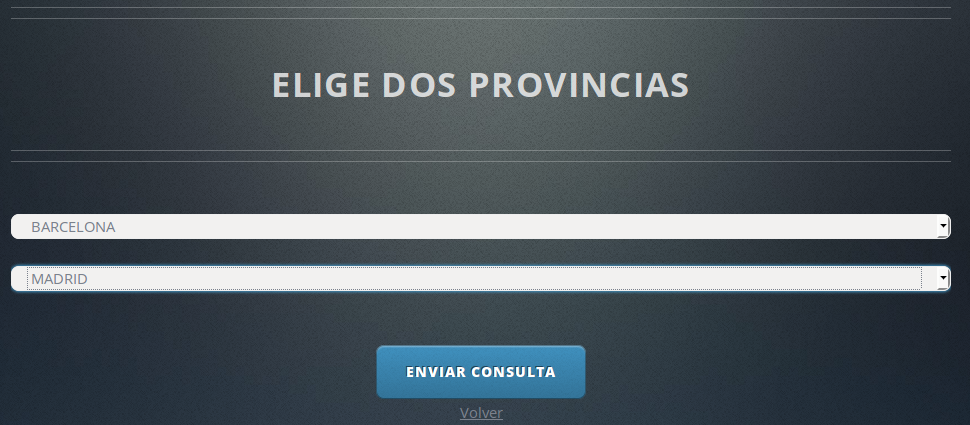 ELIGE DOS PROVINCIAS
BARCELONA
MADRID
ENVIAR CONSULTA
Volver